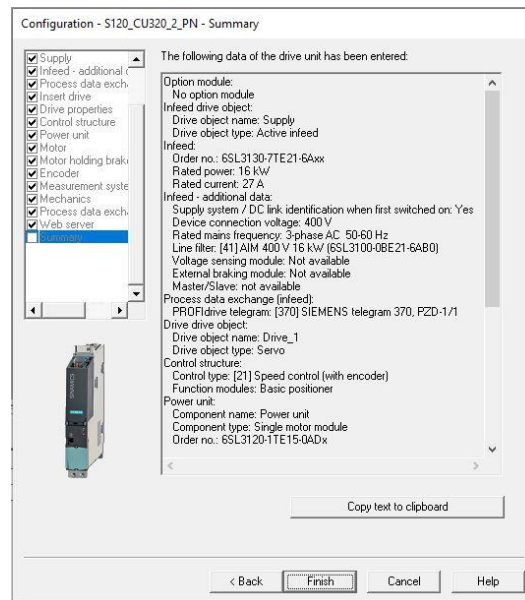 Configuration - S120_CU320_2_PN - Summary
Supply
Infeed - additional
Process data exch
Insert drive
Drive properties
Control structure
Power unit
Motor
Motor holding brak
Encoder
Measurement syste
Mechanics
Process data exch
Web server
Summary
The following data of the drive unit has been entered:
Option module:
No option module
Infeed drive object:
Drive object name: Supply
Drive object type: Active infeed
Infeed:
Order no.: 6SL3130-7TE21-6Axx
Rated power: 16 kW
Rated current: 27 A
Infeed - additional data:
Supply system / DC link identification when first switched on: Yes
Device connection voltage: 400 V
Rated mains frequency: 3-phase AC 50-60 Hz
Line filter: [41] AIM 400 V 16 kW (6SL3100-0BE21-6AB0)
Voltage sensing module: Not available
External braking module: Not available
Master/Slave: not available
Process data exchange (infeed):
PROFIdrive telegram: [370] SIEMENS telegram 370, PZD-1/1
Drive drive object:
Drive object name: Drive_1
Drive object type: Servo
Control structure:
Control type: [21] Speed control (with encoder)
Function modules: Basic positioner
Power unit:
Component name: Power unit
Component type: Single motor module
Order no.: 6SL3120-1TE15-0ADx
SINAMICS
Copy text to clipboard
< Back
Finish
Cancel
Help